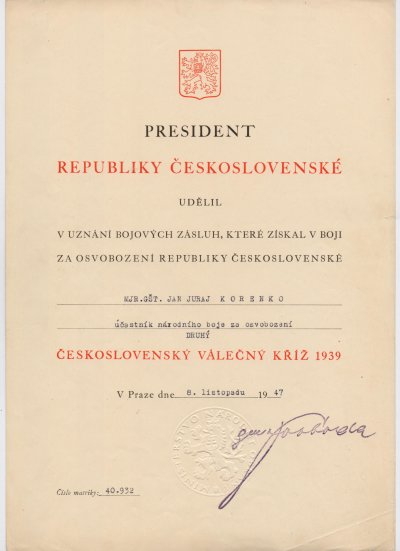 PRESIDENT
REPUBLIKY ČESKOSLOVENSKÉ
UDĚLIL
V UZNÁNÍ BOJOVÝCH ZÁSLUH, KTERÉ ZÍSKAL V BOJI
ZA OSVOBOZENÍ REPUBLIKY ČESKOSLOVENSKÉ
MJR.GŠT. JAN JURAJ KORENKO
účastník národního boje za osvobození
DRUHÝ
ČESKOSLOVENSKÝ VÁLEČNÝ KŘÍŽ 1939
V Praze dne 8. listopadu 1947
gen Svoboda
Číslo matriky: 40.932